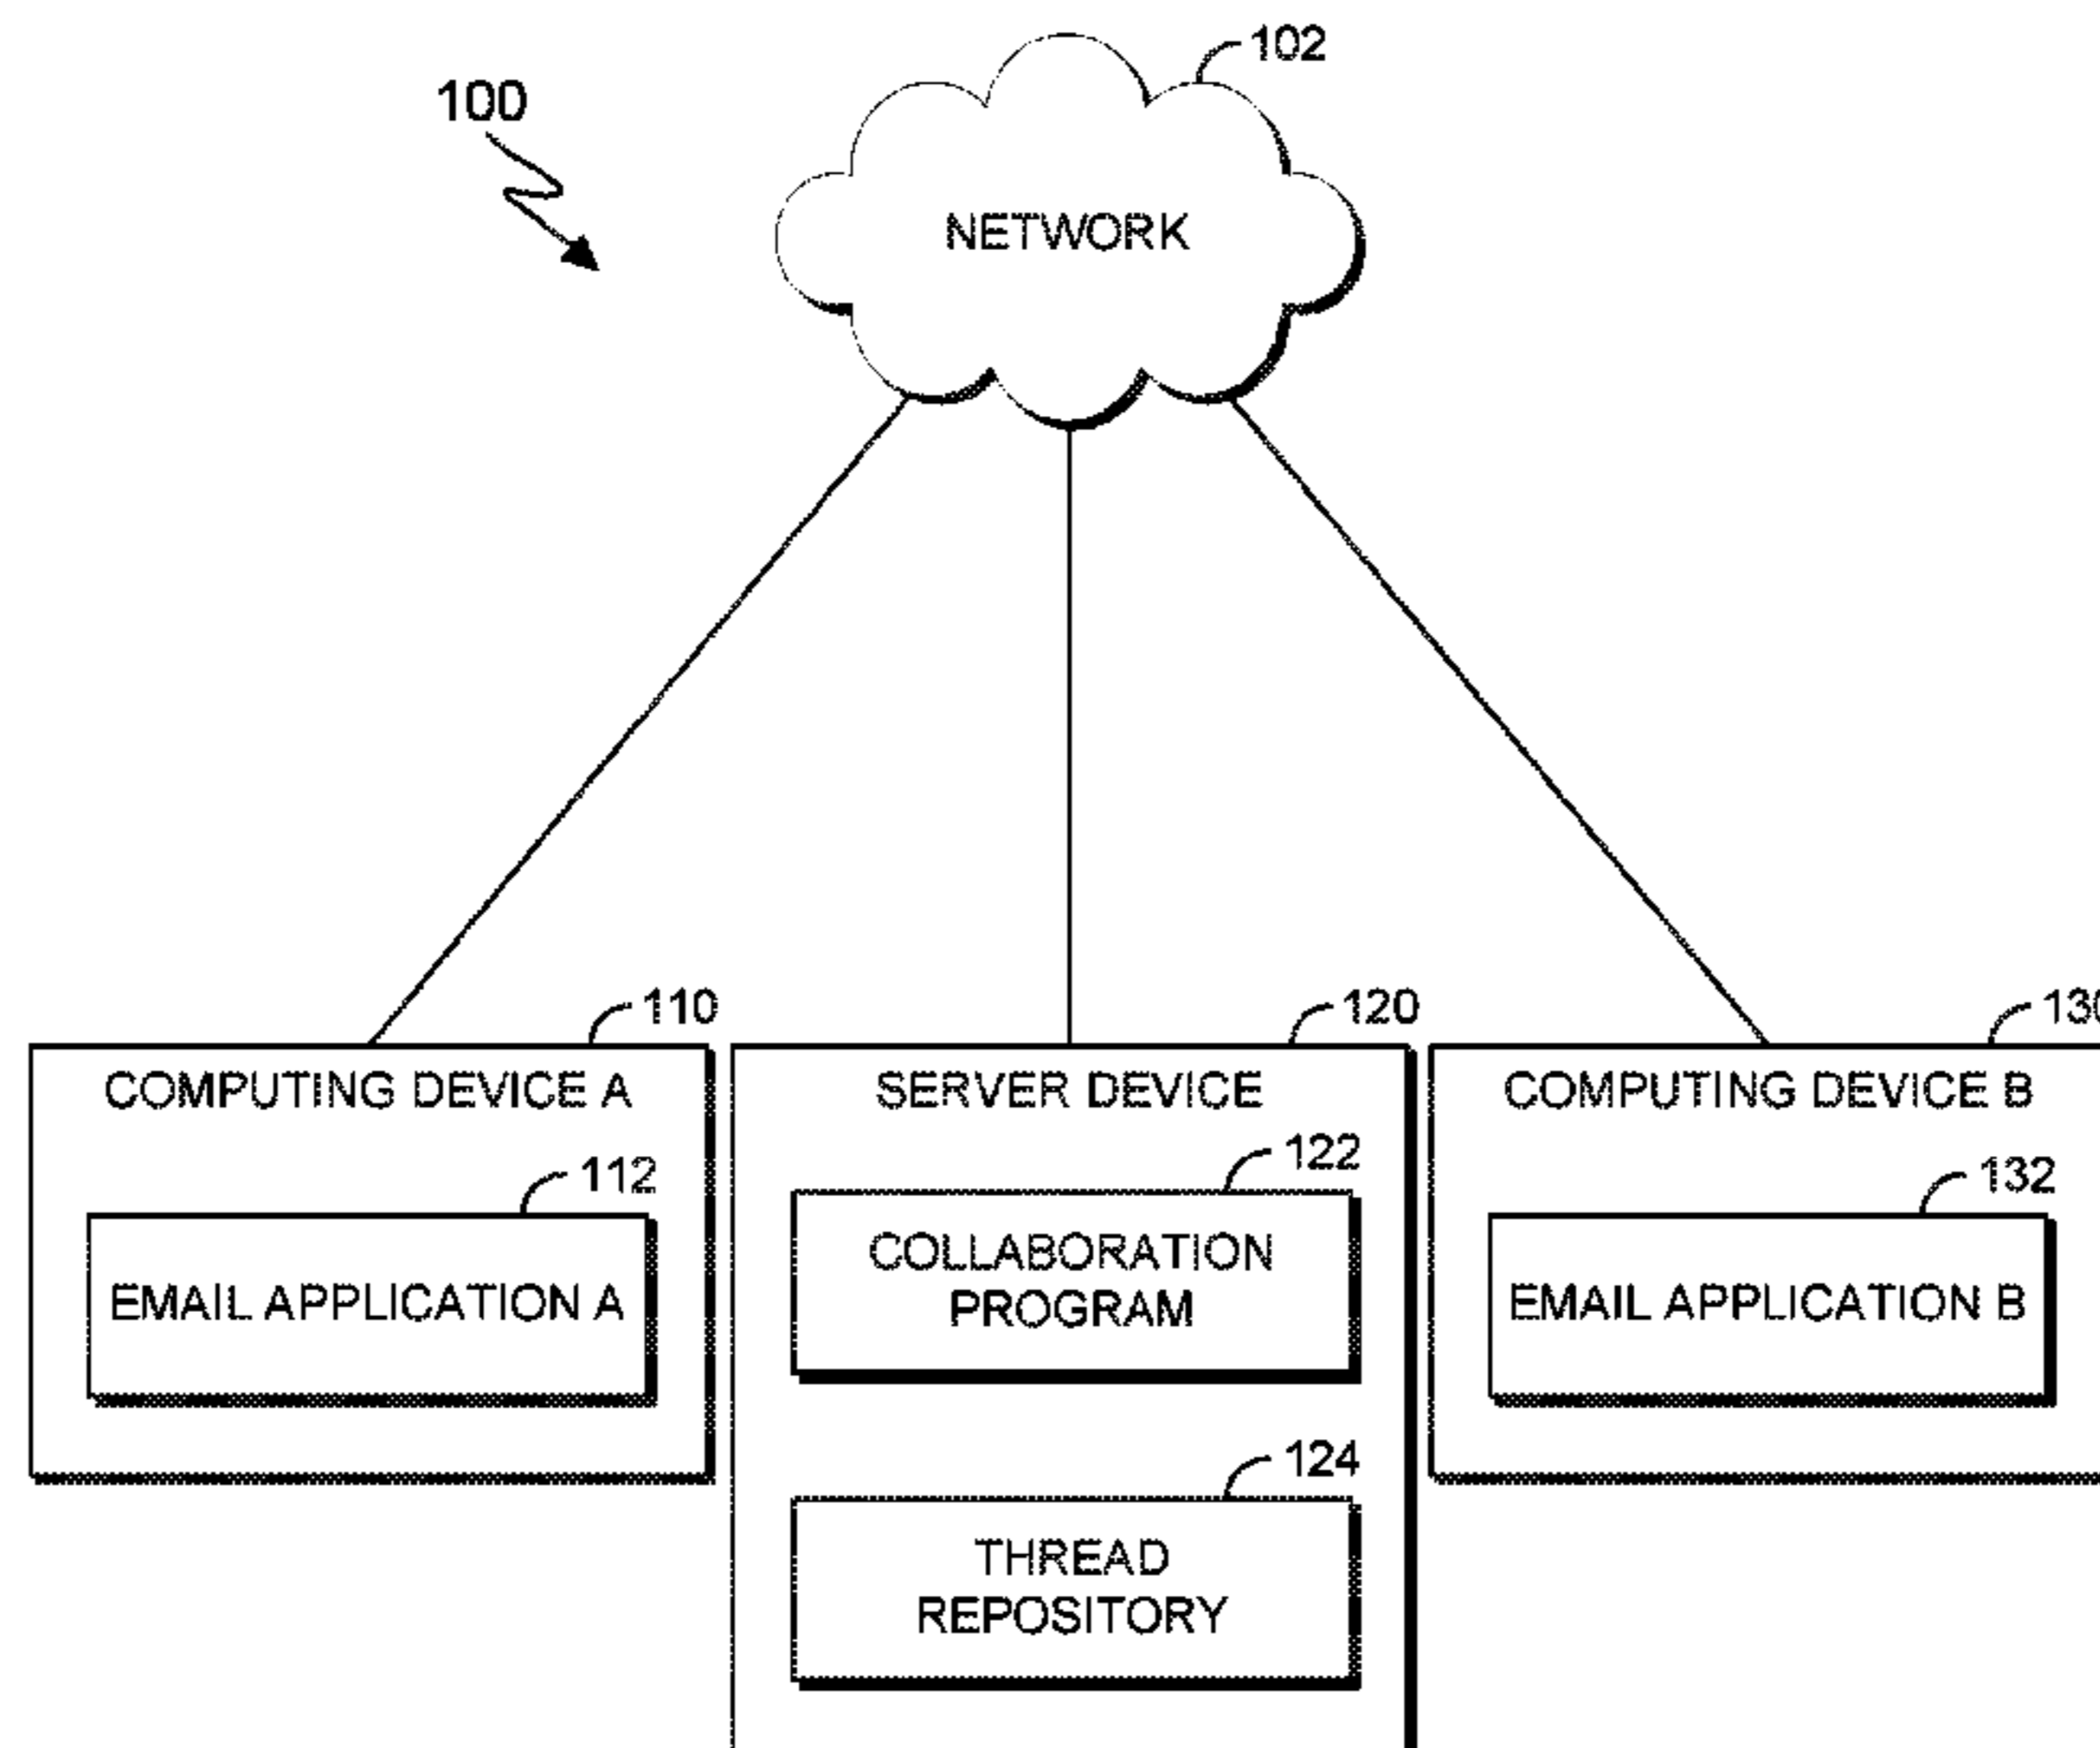 102
100
NETWORK
110
120
130
COMPUTING DEVICE A
SERVER DEVICE
COMPUTING DEVICE B
112
122
132
EMAIL APPLICATION A
COLLABORATION
PROGRAM
EMAIL APPLICATION B
124
THREAD
REPOSITORY